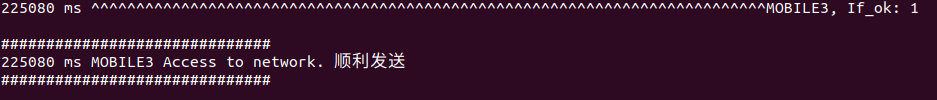 225080 ms ^^^^^^^^^^^^^^^^^^^^^^^^^^^^^^^^^^^^^^^^^^^^^^^^^^^^^^^^^^^^^^^^^^^^^^^^^^^MOBILE3, If_ok: 1
##############################
225080 ms MOBILE3 Access to network. 顺利发送
##############################